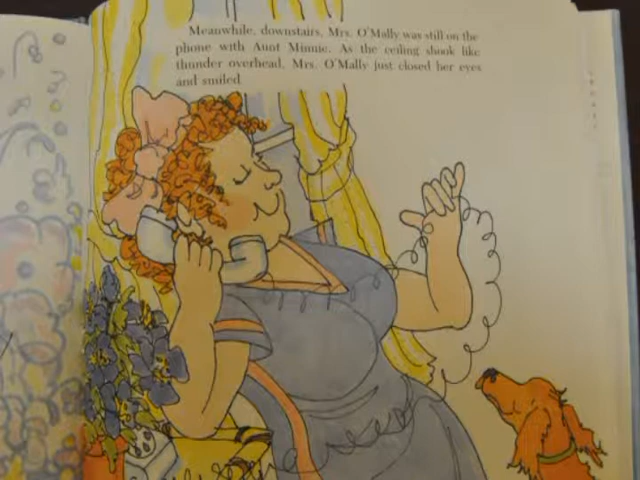 Meanwhile, downstairs, Mrs. O'Mally was still on the
phone with Aunt Minnie. As the ceiling shook like
thunder overhead, Mrs. O'Mally just closed her eyes
and smiled